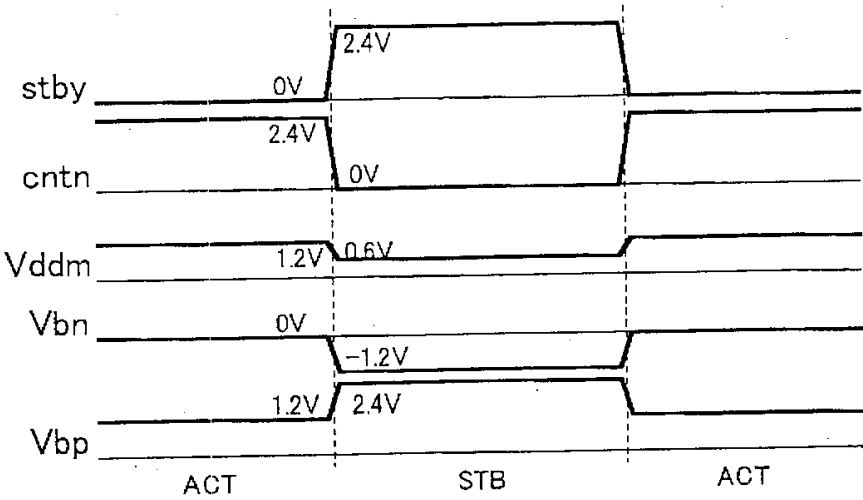 2.4V
stby 0V
2.4V
cntn 0V
Vddm 1.2V 0.6V
Vbn 0V
-1.2V
1.2V 2.4V
Vbp
ACT STB ACT